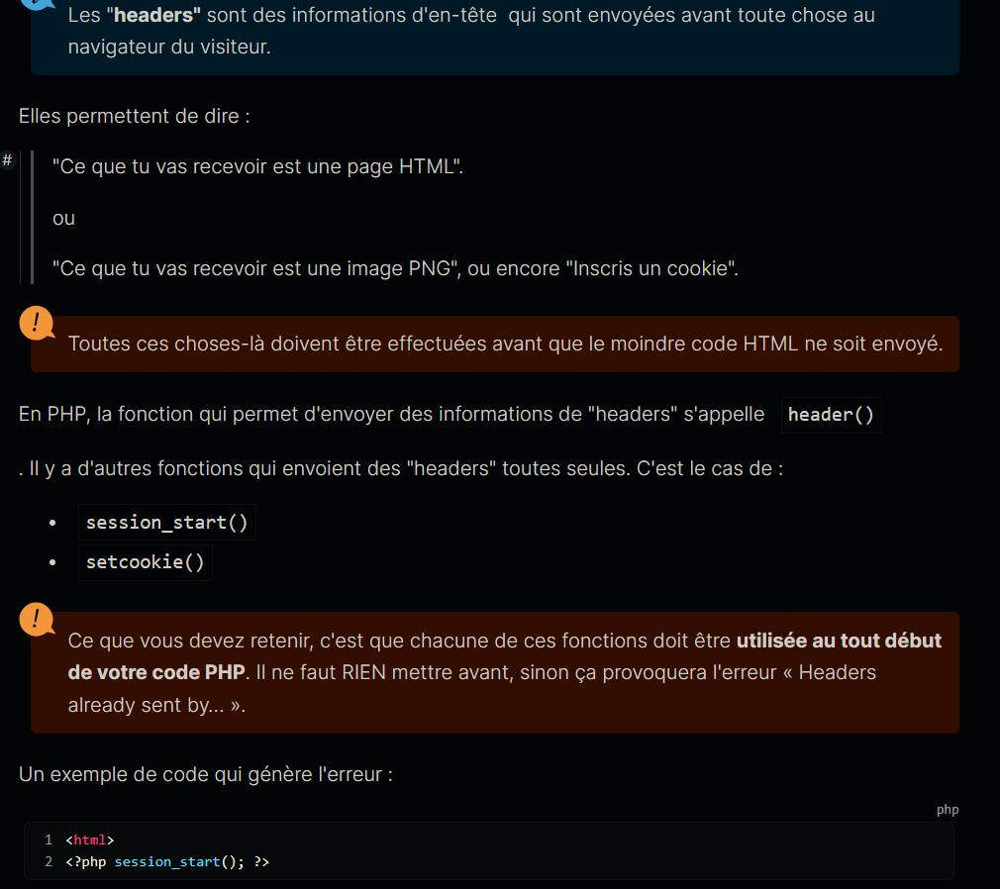 Les "headers" sont des informations d'en-tête qui sont envoyées avant toute chose au
navigateur du visiteur.
Elles permettent de dire :
#
"Ce que tu vas recevoir est une page HTML".
ou
"Ce que tu vas recevoir est une image PNG", ou encore "Inscris un cookie".
!
Toutes ces choses-là doivent être effectuées avant que le moindre code HTML ne soit envoyé.
En PHP, la fonction qui permet d'envoyer des informations de "headers" s'appelle header()
. Il y a d'autres fonctions qui envoient des "headers" toutes seules. C'est le cas de :
• session_start()
• setcookie()
!
Ce que vous devez retenir, c'est que chacune de ces fonctions doit être utilisée au tout début
de votre code PHP. Il ne faut RIEN mettre avant, sinon ça provoquera l'erreur « Headers
already sent by... ».
Un exemple de code qui génère l'erreur :
php
1 <html>
2 <?php session_start(); ?>